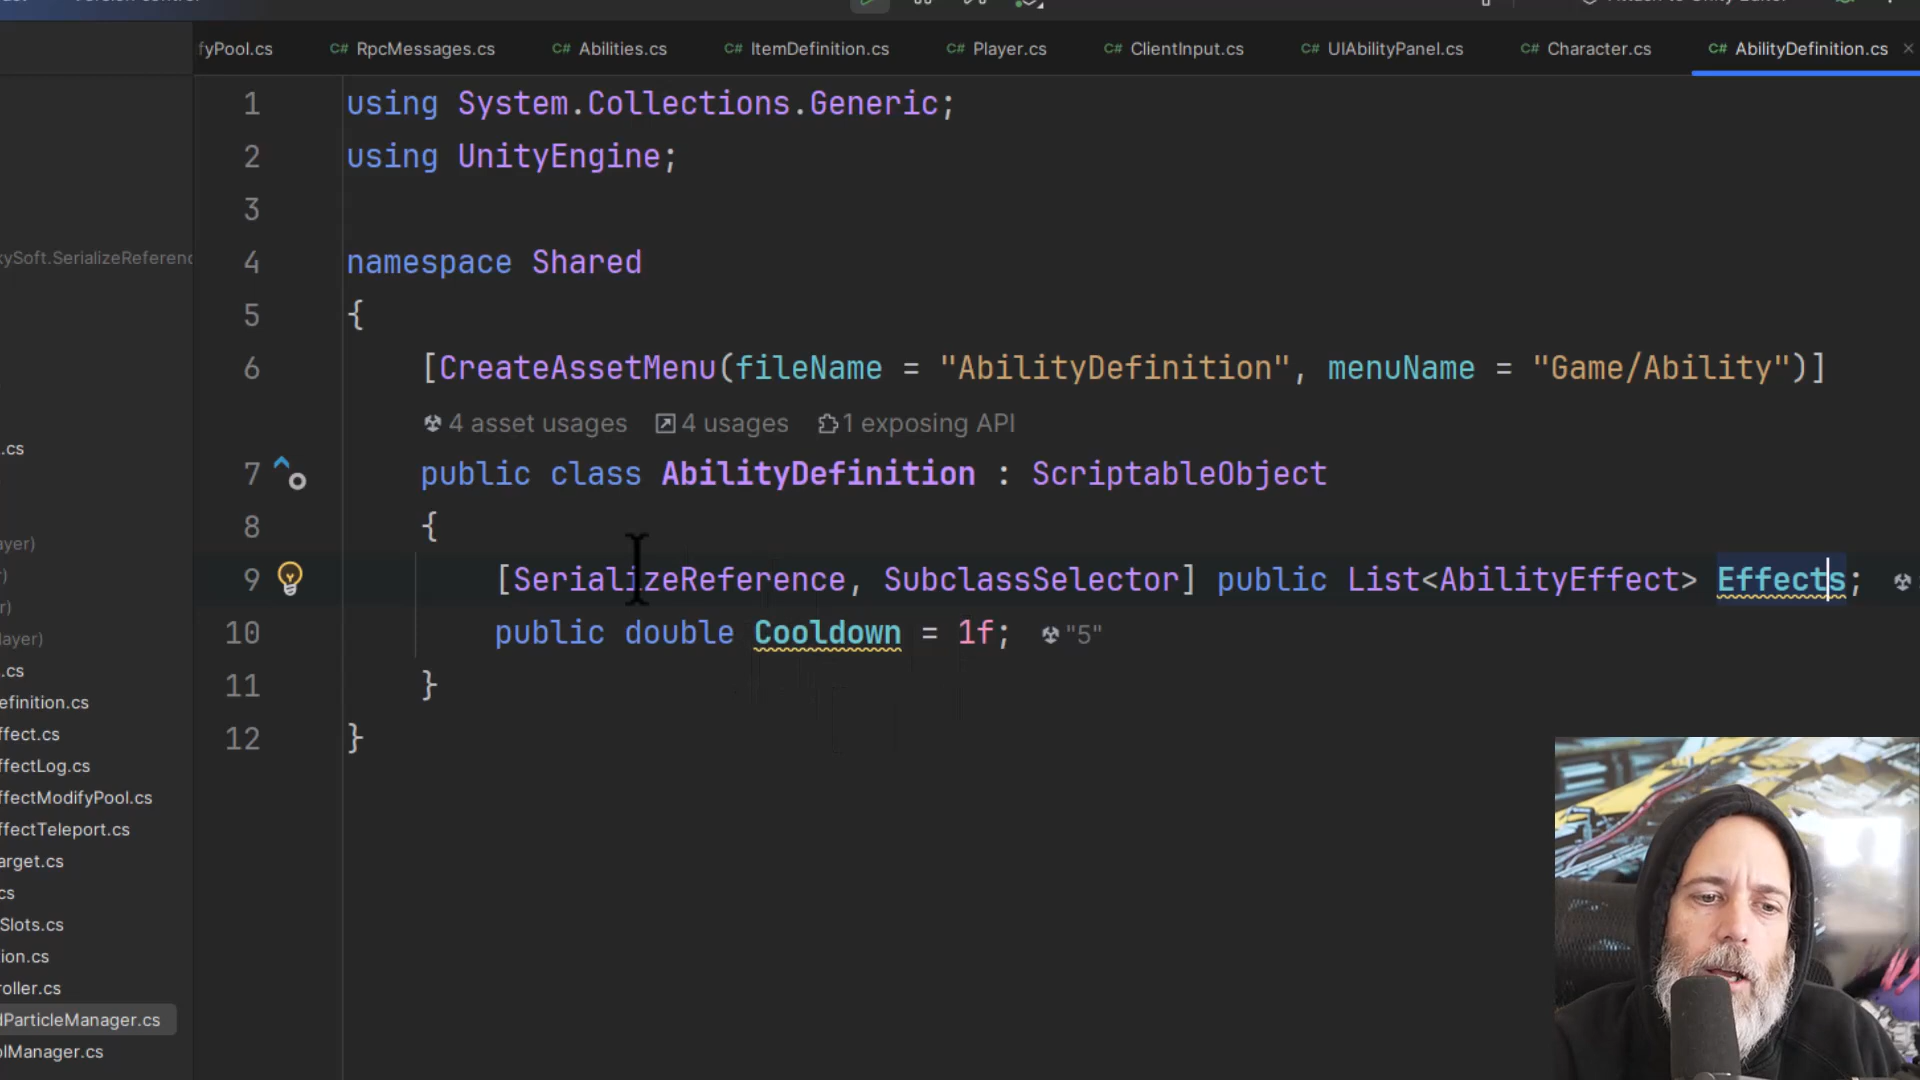 fyPool.cs
C# RpcMessages.cs
C# Abilities.cs
C# ItemDefinition.cs
C# Player.cs
C# ClientInput.cs
C# UIAbilityPanel.cs
C# Character.cs
C# AbilityDefinition.cs
1 using System.Collections.Generic;
2 using UnityEngine;
3
4 namespace Shared
5 {
6 [CreateAssetMenu(fileName = "AbilityDefinition", menuName = "Game/Ability")]
4 asset usages 4 usages 1 exposing API
7 public class AbilityDefinition : ScriptableObject
8 {
9 [SerializeReference, SubclassSelector] public List<AbilityEffect> Effects;
10 public double Cooldown = 1f; "5"
11 }
12 }
xySoft.SerializeReferenc
.cs
ayer)
r)
r)
layer)
s.cs
efinition.cs
ffect.cs
ffectLog.cs
ffectModifyPool.cs
ffectTeleport.cs
arget.cs
cs
Slots.cs
tion.cs
roller.cs
dParticleManager.cs
olManager.cs